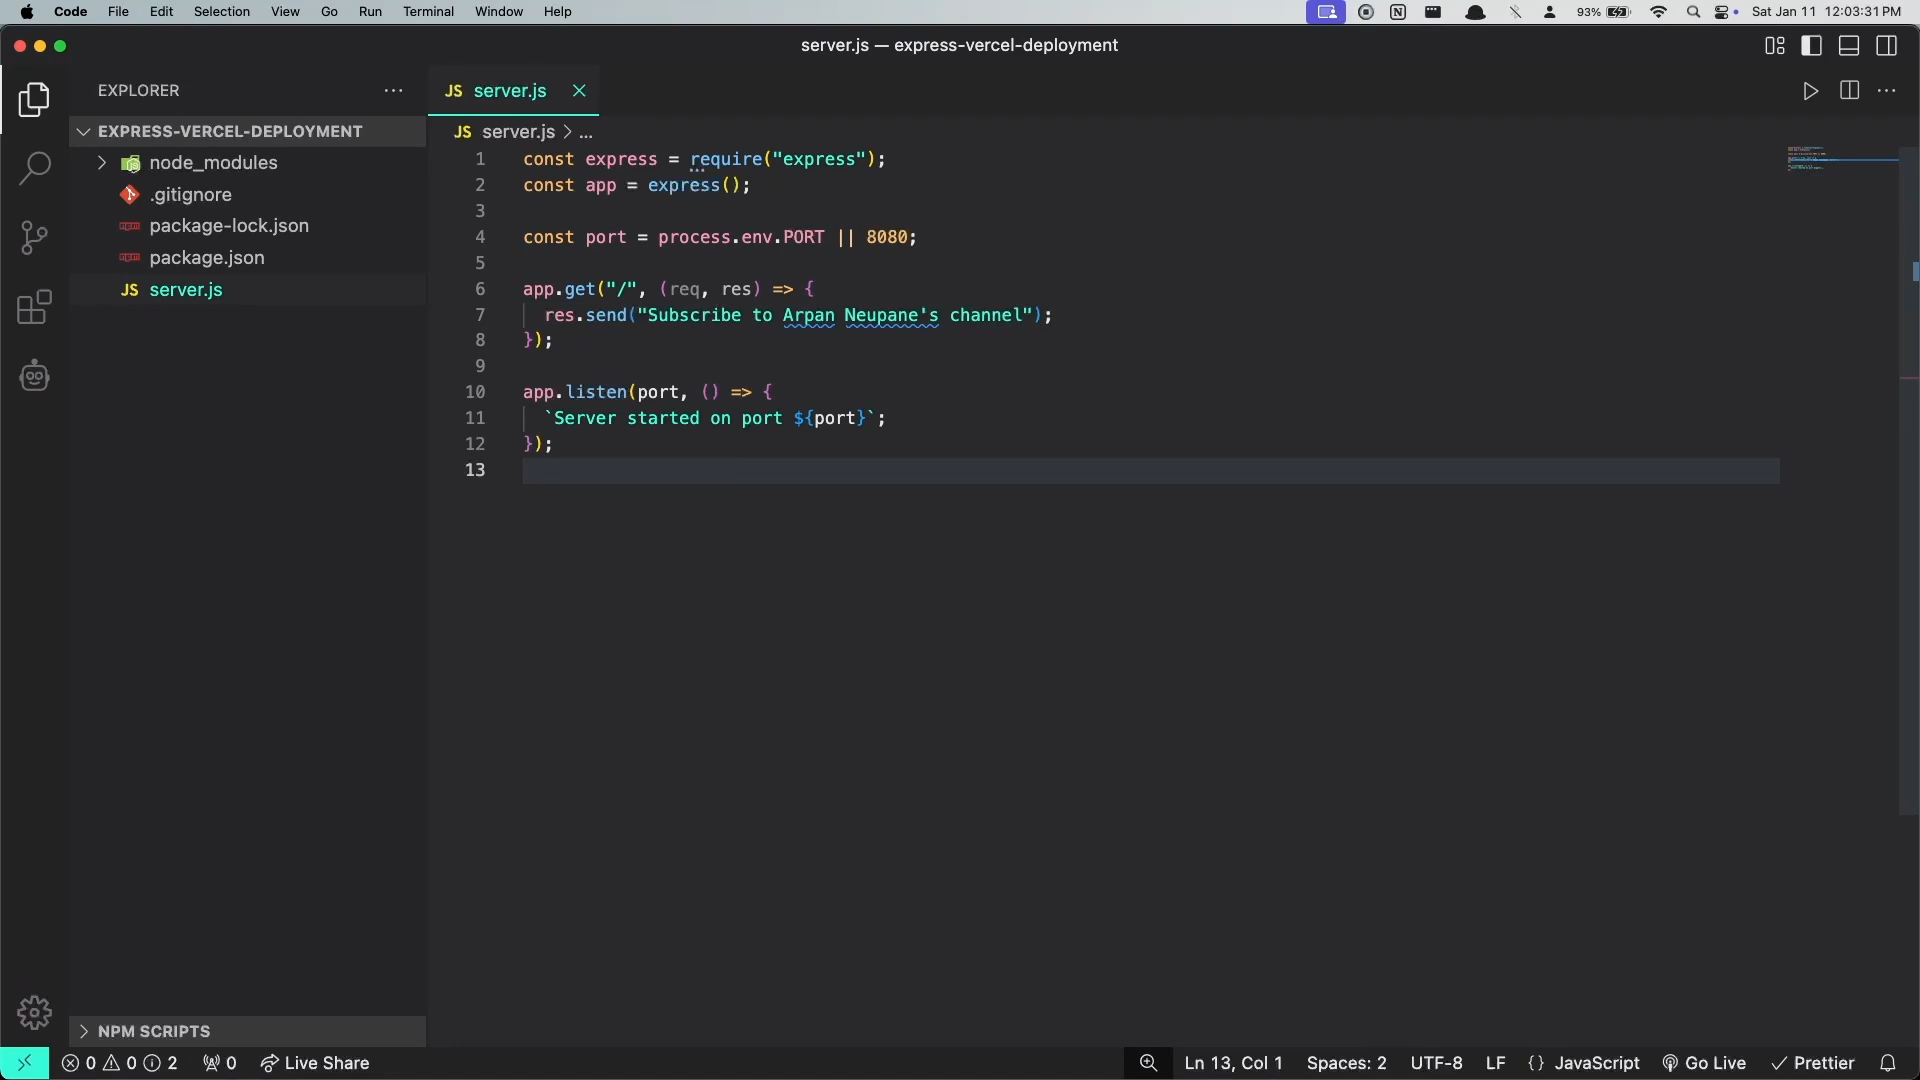 Code File Edit Selection View Go Run Terminal Window Help 93% Sat Jan 11 12:03:31 PM
server.js — express-vercel-deployment
EXPLORER
JS server.js
EXPRESS-VERCEL-DEPLOYMENT
node_modules
.gitignore
package-lock.json
package.json
JS server.js
JS server.js > ...
1 const express = require("express");
2 const app = express();
3
4 const port = process.env.PORT || 8080;
5
6 app.get("/", (req, res) => {
7 res.send("Subscribe to Arpan Neupane's channel");
8 });
9
10 app.listen(port, () => {
11 `Server started on port ${port}`;
12 });
13
NPM SCRIPTS
0 0 2 0 Live Share Ln 13, Col 1 Spaces: 2 UTF-8 LF {} JavaScript Go Live Prettier